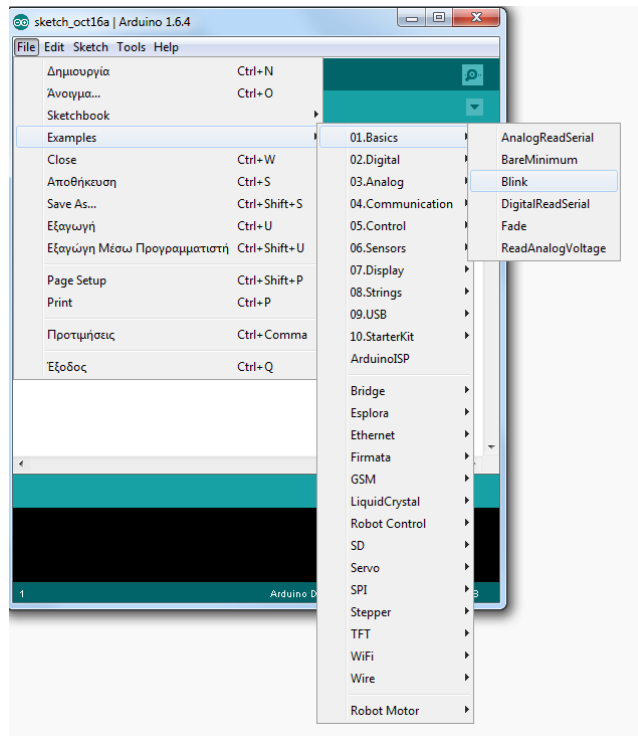 sketch_oct16a | Arduino 1.6.4
File Edit Sketch Tools Help
Δημιουργία Ctrl+N
Άνοιγμα... Ctrl+O
Sketchbook
Examples
Close Ctrl+W
Αποθήκευση Ctrl+S
Save As... Ctrl+Shift+S
Εξαγωγή Ctrl+U
Εξαγώγη Μέσω Προγραμματιστή Ctrl+Shift+U
Page Setup Ctrl+Shift+P
Print Ctrl+P
Προτιμήσεις Ctrl+Comma
Έξοδος Ctrl+Q
01.Basics
02.Digital
03.Analog
04.Communication
05.Control
06.Sensors
07.Display
08.Strings
09.USB
10.StarterKit
ArduinoISP
Bridge
Esplora
Ethernet
Firmata
GSM
LiquidCrystal
Robot Control
SD
Servo
SPI
Stepper
TFT
WiFi
Wire
Robot Motor
AnalogReadSerial
BareMinimum
Blink
DigitalReadSerial
Fade
ReadAnalogVoltage
1 Arduino